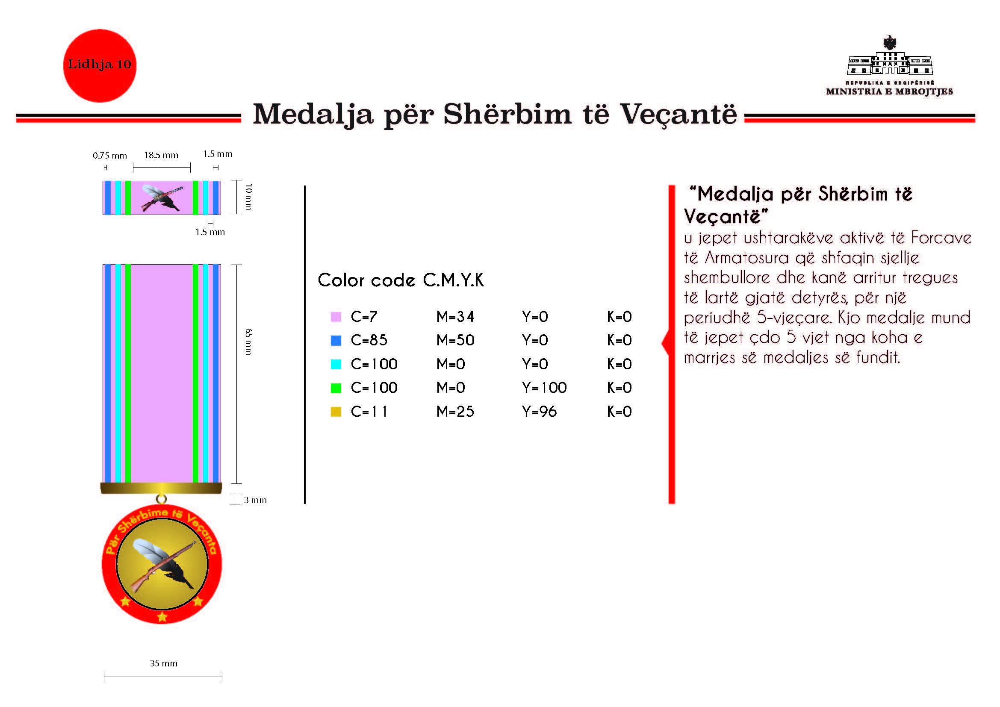 Lidhja 10
REPUBLIKA E SHQIPËRISË
MINISTRIA E MBROJTJES
Medalja për Shërbim të Veçantë
0.75 mm
18.5 mm
1.5 mm
10 mm
1.5 mm
65 mm
3 mm
Për Shërbime të Veçanta
35 mm
Color code C.M.Y.K
C=7 M=34 Y=0 K=0
C=85 M=50 Y=0 K=0
C=100 M=0 Y=0 K=0
C=100 M=0 Y=100 K=0
C=11 M=25 Y=96 K=0
“Medalja për Shërbim të
Veçantë”
u jepet ushtarakëve aktivë të Forcave
të Armatosura që shfaqin sjellje
shembullore dhe kanë arritur tregues
të lartë gjatë detyrës, për një
periudhë 5-vjeçare. Kjo medalje mund
të jepet çdo 5 vjet nga koha e
marrjes së medaljes së fundit.